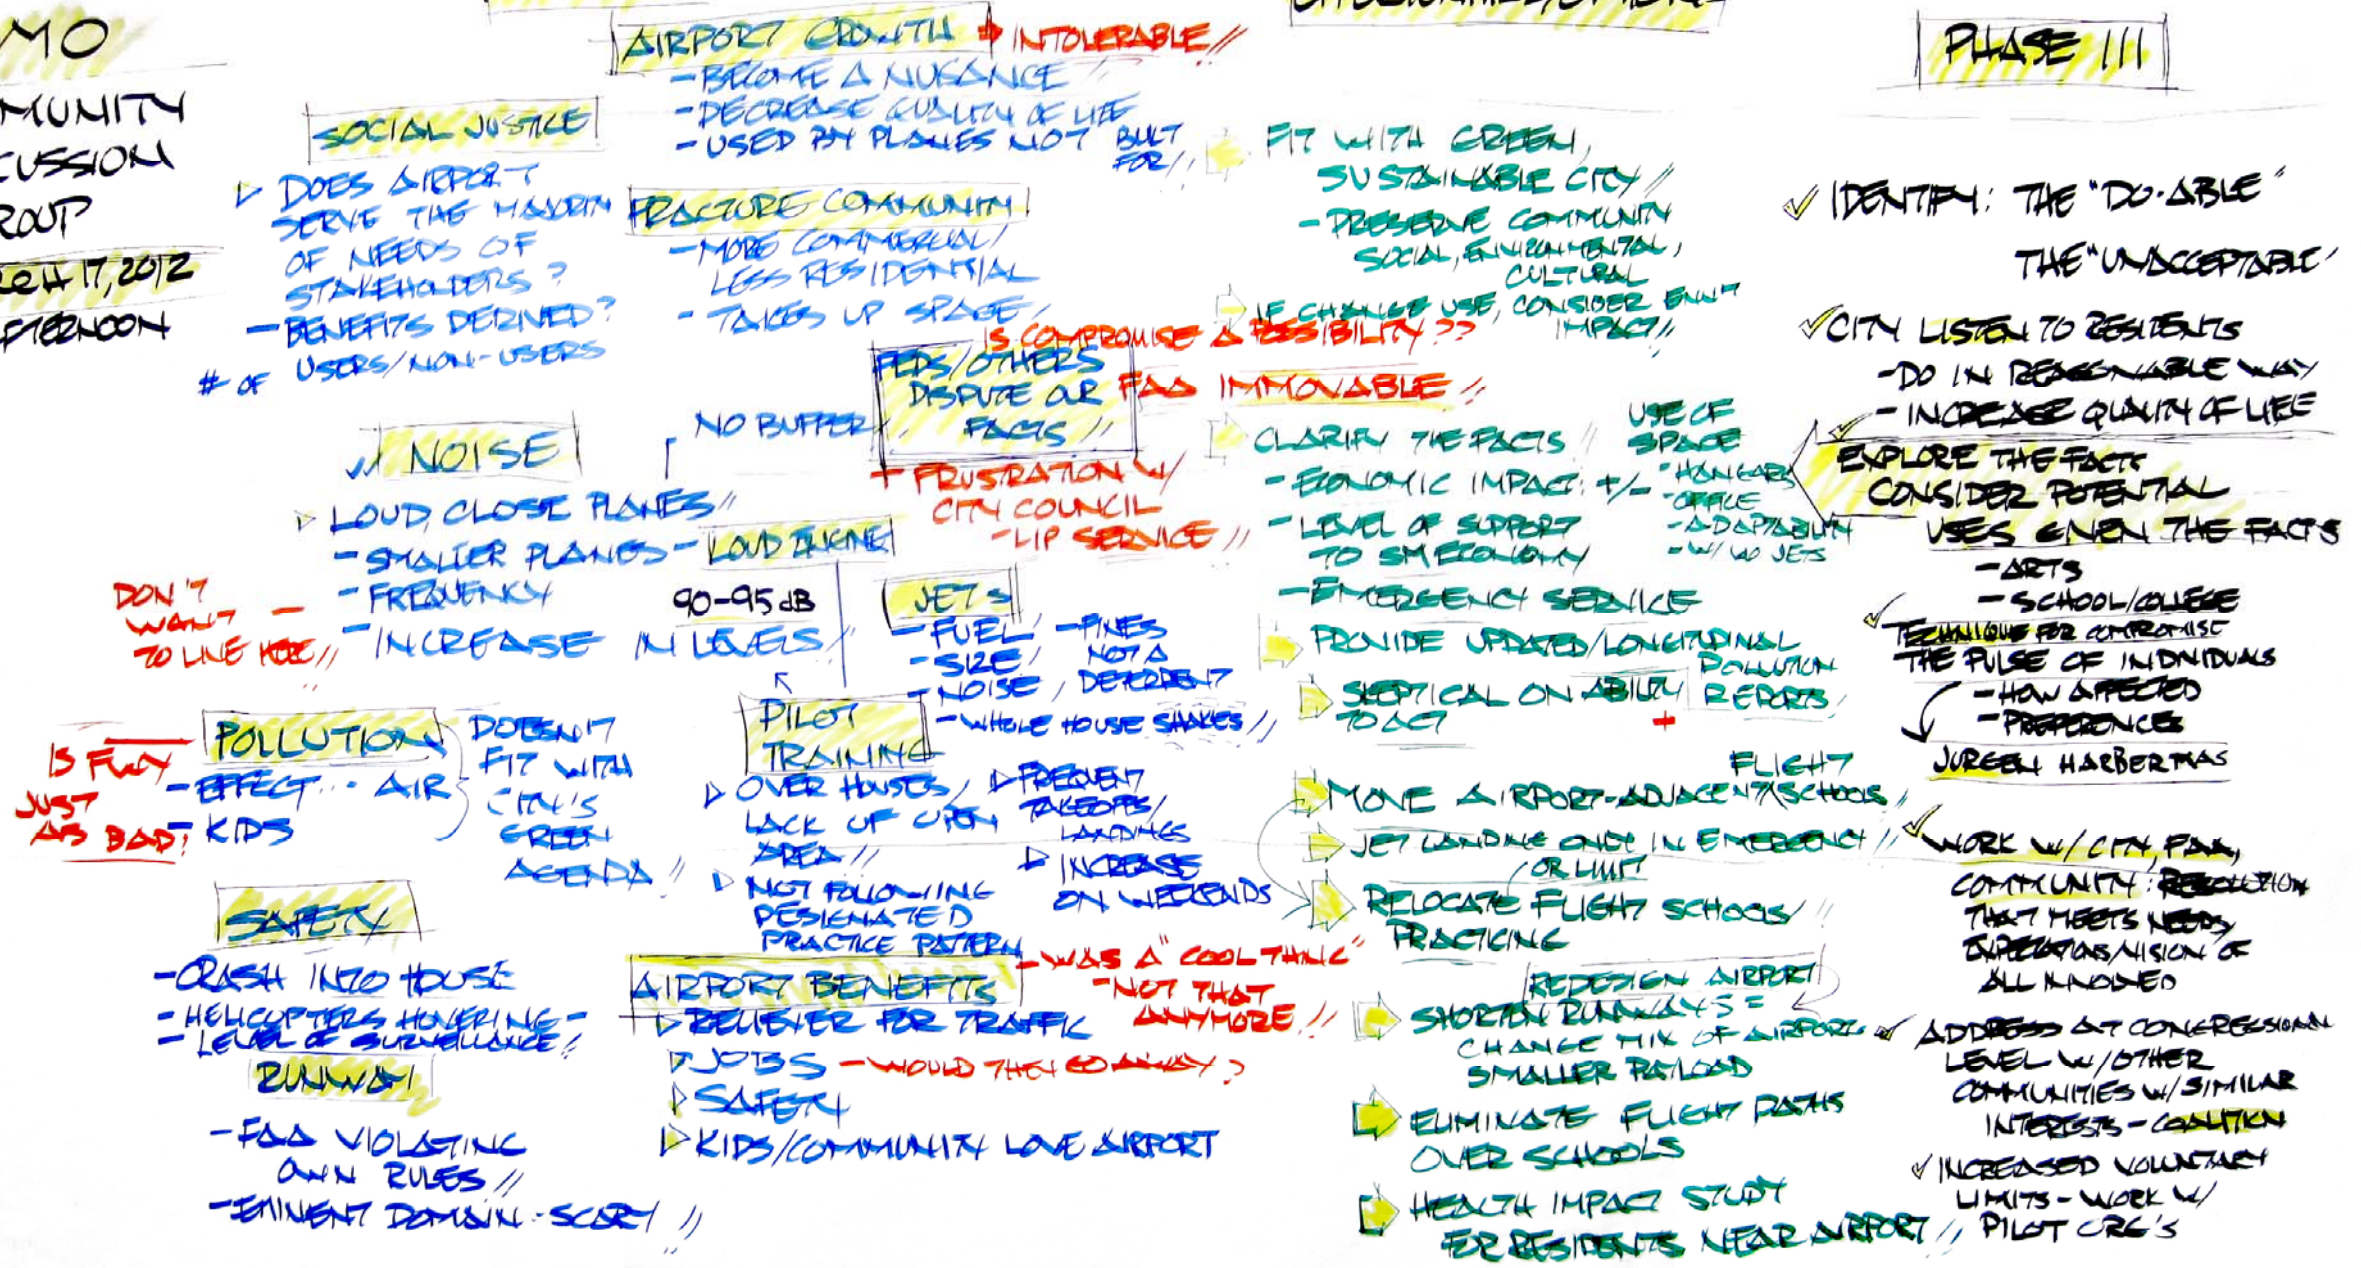 MO
MUNITY
CUSSION
ROUP
RCH 17, 2012
FTERNOON
SOCIAL JUSTICE
DOES AIRPORT
SERVE THE MAJORITY
OF NEEDS OF
STAKEHOLDERS?
- BENEFITS DERIVED?
# OF USERS/NON-USERS
✓ NOISE
LOUD, CLOSE PLANES //
- SMALLER PLANES - LOUD ENGINE
- FREQUENCY
- INCREASE IN LEVELS //
90-95 dB
NO BUFFER
DON'T
WANT -
TO LIVE HERE //
POLLUTION
- EFFECT... AIR
- KIDS
DOESN'T
FIT WITH
CITY'S
GREEN
AGENDA //
IS
JUST
AS BAD!
SAFETY
- CRASH INTO HOUSE
- HELICOPTERS HOVERING -
- LEVEL OF SURVEILLANCE /
RUNWAY
- FAA VIOLATING
OWN RULES //
- EMINENT DOMAIN - SCARY //
AIRPORT GROWTH → INTOLERABLE //
- BECOME A NUISANCE //
- DECREASE QUALITY OF LIFE
- USED BY PLANES NOT BUILT
FOR //
FRACTURE COMMUNITY
- MORE COMMERCIAL/
LESS RESIDENTIAL
- TAKES UP SPACE /
IS COMPROMISE A POSSIBILITY??
FEDS/OTHERS
DISPUTE OUR
FACTS //
FAA IMMOVABLE //
- FRUSTRATION W/
CITY COUNCIL
- LIP SERVICE //
JETS
- FUEL /
- SIZE /
- NOISE /
- FINES
NOT A
DETERRENT
- WHOLE HOUSE SHAKES //
PILOT
TRAINING
OVER HOUSES /
LACK OF OPEN
AREA //
NOT FOLLOWING
DESIGNATED
PRACTICE PATTERN
FREQUENT
TAKEOFFS/
LANDINGS
INCREASE
ON WEEKENDS
AIRPORT BENEFITS
- WAS A "COOL THING"
- NOT THAT
ANYMORE //
RELIEVER FOR TRAFFIC
JOBS - WOULD THEY GO AWAY?
SAFETY
KIDS/COMMUNITY LOVE AIRPORT
FIT WITH GREEN,
SUSTAINABLE CITY //
- PRESERVE COMMUNITY
SOCIAL, ENVIRONMENTAL,
CULTURAL
IF CHANGE USE, CONSIDER ENV'T
IMPACT //
CLARIFY THE FACTS //
- ECONOMIC IMPACT: +/-
- LEVEL OF SUPPORT
TO SM ECONOMY
- EMERGENCY SERVICE
USE OF
SPACE
- HANGARS
- OFFICE
- ADAPTABILITY
- W/ WO JETS
PROVIDE UPDATED/LONGITUDINAL
POLLUTION
REPORTS /
SKEPTICAL ON ABILITY
TO ACT
+
FLIGHT
MOVE AIRPORT-ADJACENT SCHOOLS //
JET LANDING ONLY IN EMERGENCY //
OR LIMIT
RELOCATE FLIGHT SCHOOLS/ //
PRACTICING
REDESIGN AIRPORT
SHORTEN RUNWAYS =
CHANGE MIX OF AIRPORT
SMALLER PAYLOAD
ELIMINATE FLIGHT PATHS
OVER SCHOOLS
HEALTH IMPACT STUDY
FOR RESIDENTS NEAR AIRPORT //
PHASE III
✓ IDENTIFY: THE "DO-ABLE"
THE "UNACCEPTABLE"
✓ CITY LISTEN TO RESIDENTS
- DO IN REASONABLE WAY
- INCREASE QUALITY OF LIFE
✓ EXPLORE THE FACTS
CONSIDER POTENTIAL
USES GIVEN THE FACTS
- ARTS
- SCHOOL/COLLEGE
✓ TECHNIQUE FOR COMPROMISE
THE PULSE OF INDIVIDUALS
- HOW AFFECTED
- PREFERENCES
JURGEN HARBERMAS
✓ WORK W/ CITY, FAA,
COMMUNITY: RESOLUTION
THAT MEETS NEEDS,
EXPECTATIONS/VISION OF
ALL INVOLVED
✓ ADDRESS AT CONGRESSIONAL
LEVEL W/ OTHER
COMMUNITIES W/ SIMILAR
INTERESTS - COALITION
✓ INCREASED VOLUNTARY
LIMITS - WORK W/
PILOT ORG'S